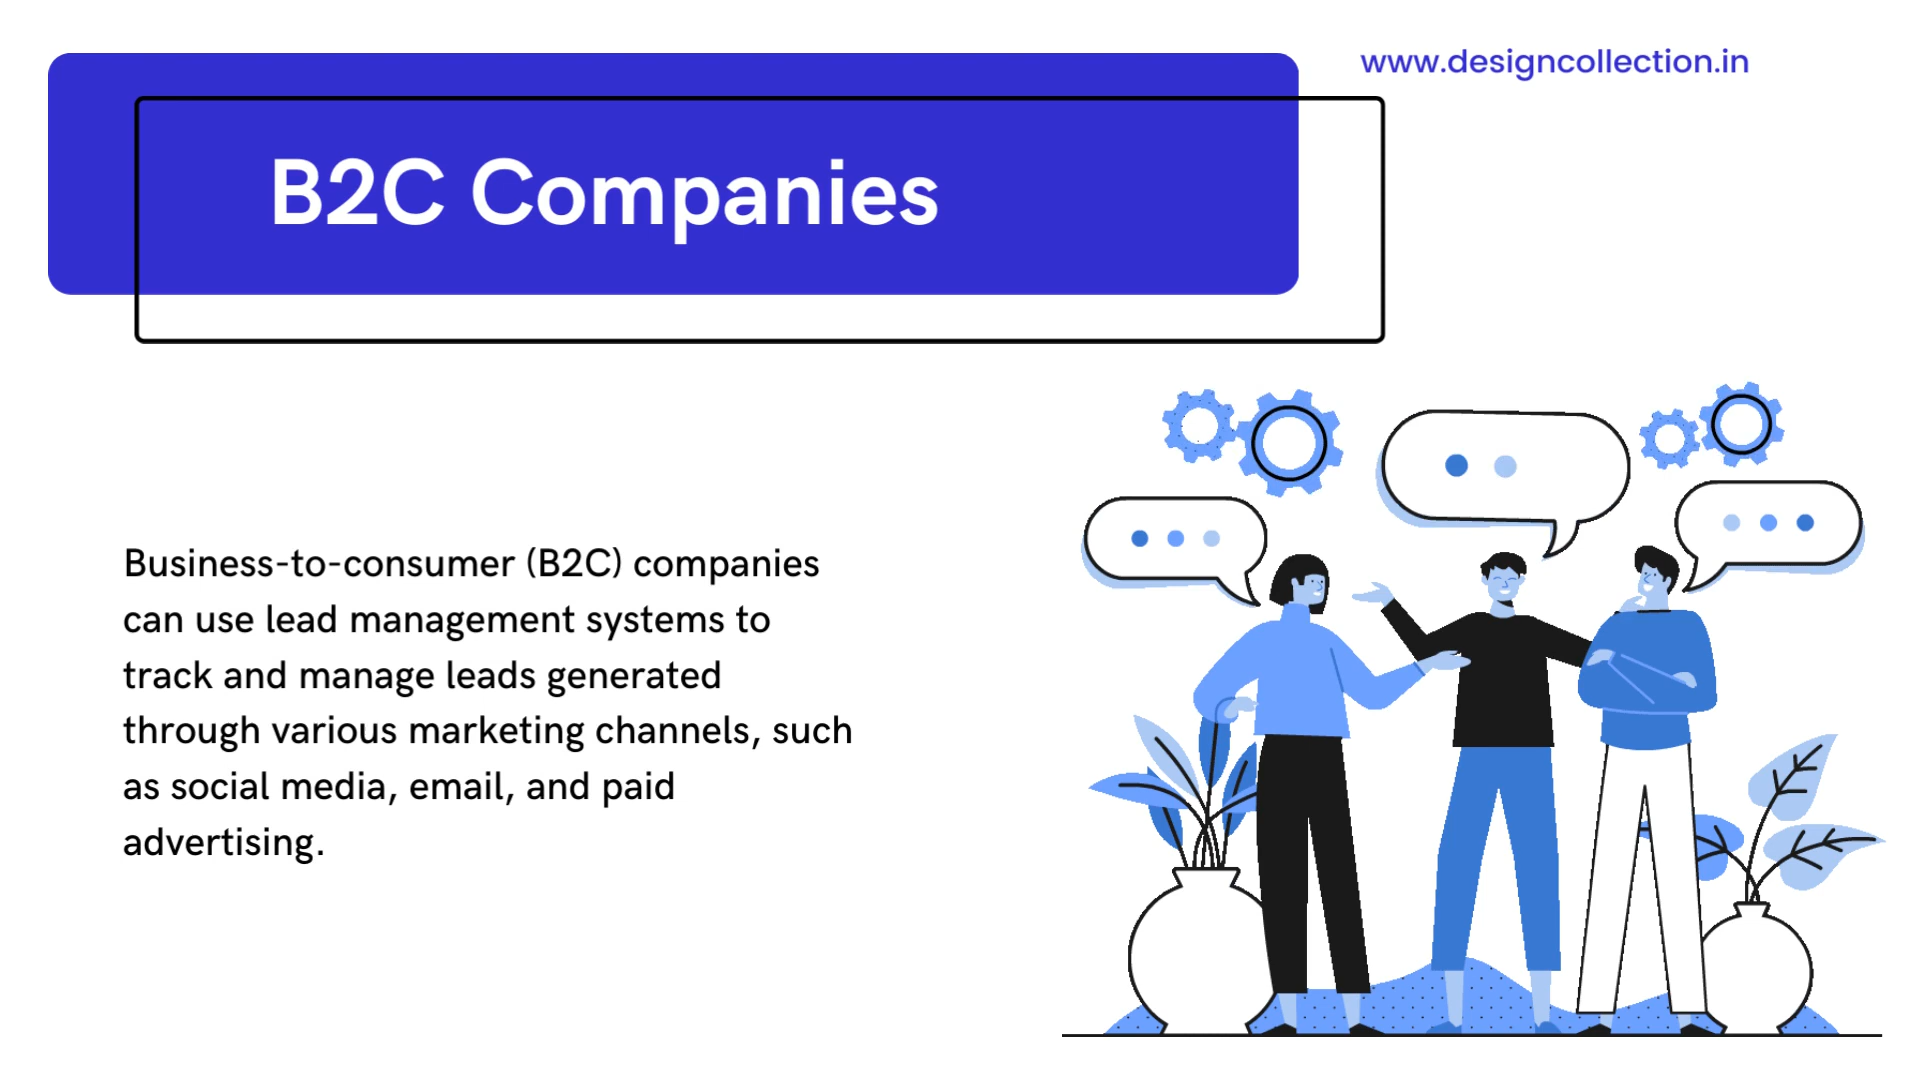 www.designcollection.in
B2C Companies
Business-to-consumer (B2C) companies
can use lead management systems to
track and manage leads generated
through various marketing channels, such
as social media, email, and paid
advertising.